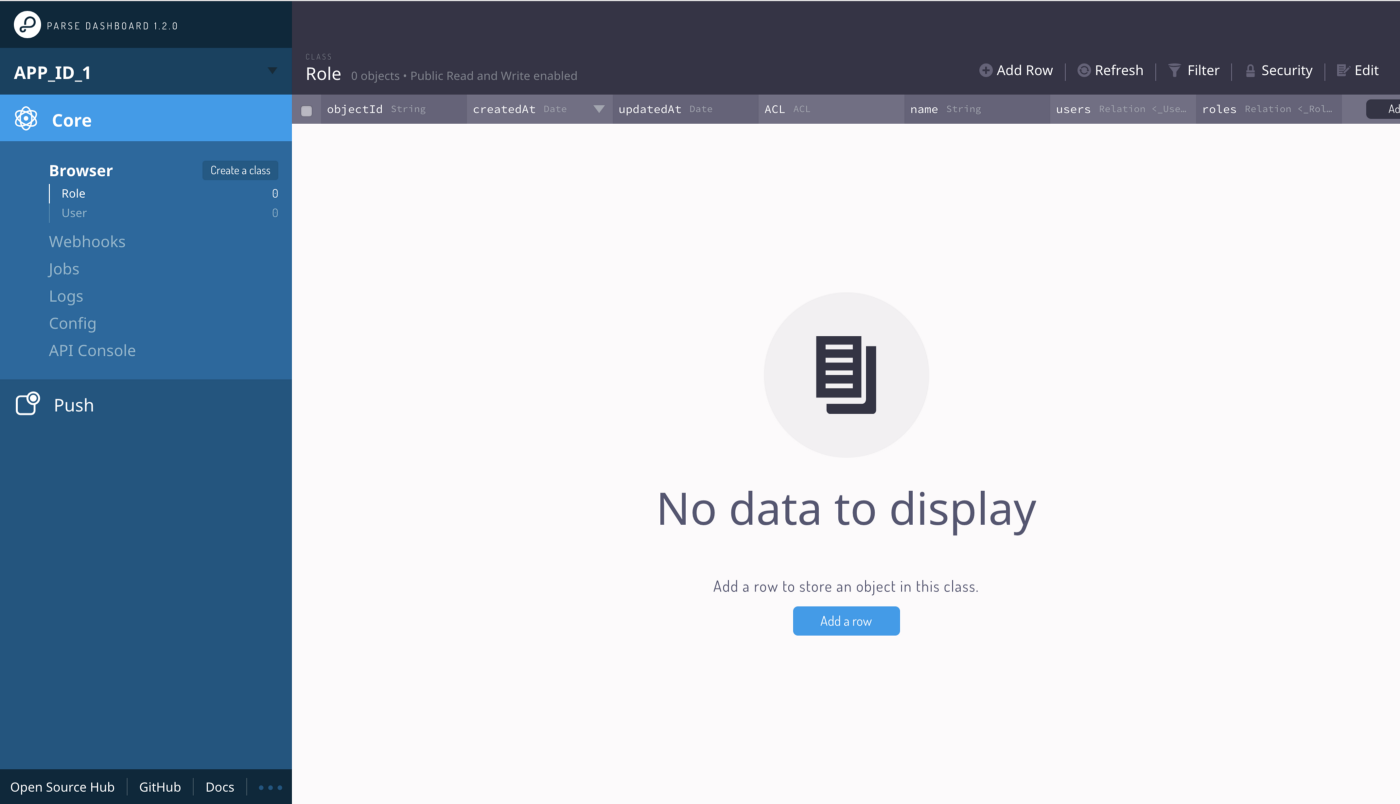 PARSE DASHBOARD 1.2.0
APP_ID_1
Core
Browser
Create a class
Role 0
User 0
Webhooks
Jobs
Logs
Config
API Console
Push
Open Source Hub
GitHub
Docs
CLASS
Role 0 objects • Public Read and Write enabled
Add Row
Refresh
Filter
Security
Edit
objectId String
createdAt Date
updatedAt Date
ACL ACL
name String
users Relation <_Use…
roles Relation <_Rol…
Ad
No data to display
Add a row to store an object in this class.
Add a row